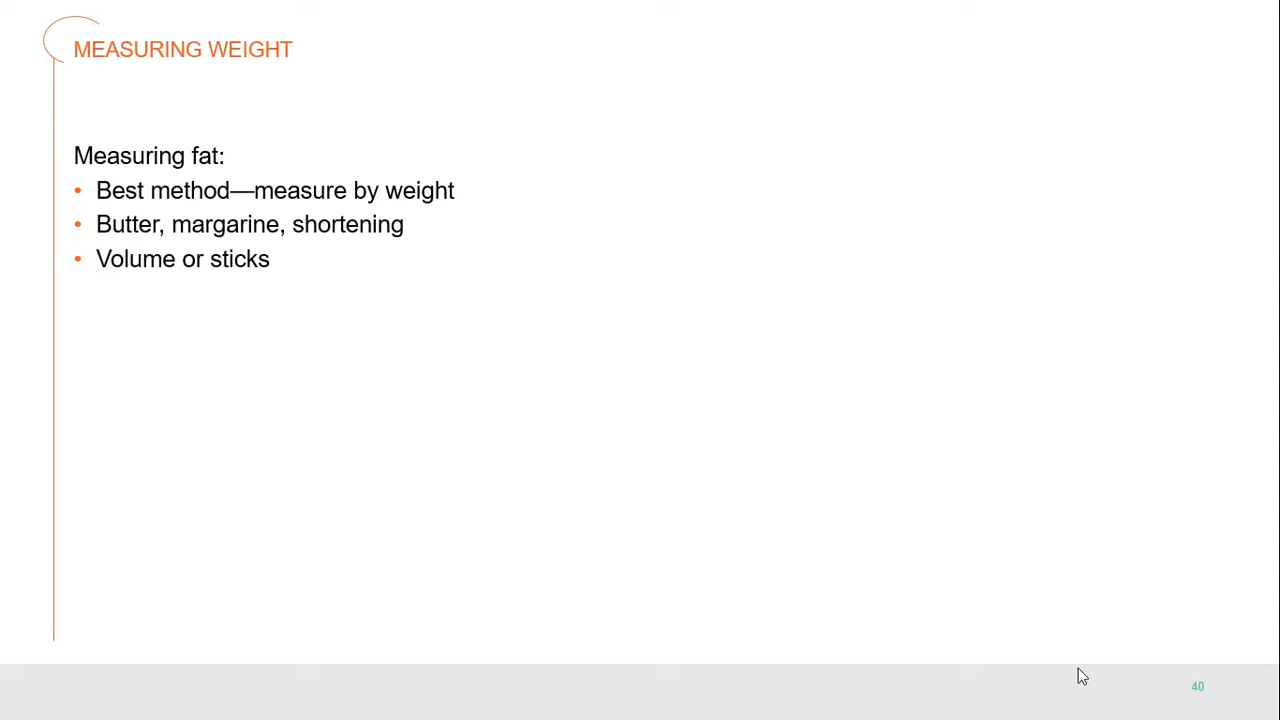 MEASURING WEIGHT
Measuring fat:
• Best method—measure by weight
• Butter, margarine, shortening
• Volume or sticks
40